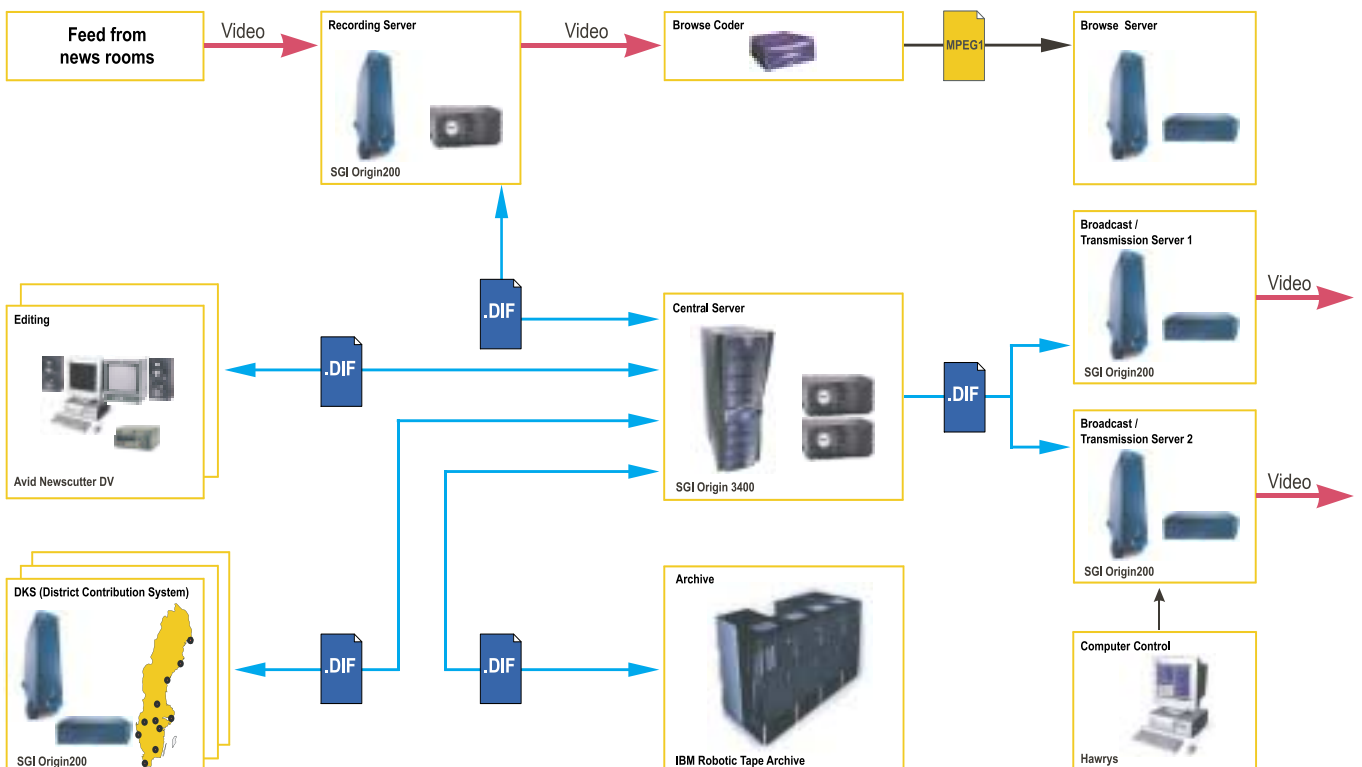 Feed from
news rooms
Video
Recording Server
SGI Origin200
Video
Browse Coder
MPEG1
Browse Server
Broadcast /
Transmission Server 1
SGI Origin200
Video
.DIF
Editing
Avid Newscutter DV
.DIF
Central Server
SGI Origin 3400
.DIF
Broadcast /
Transmission Server 2
SGI Origin200
Video
DKS (District Contribution System)
SGI Origin200
.DIF
.DIF
Archive
IBM Robotic Tape Archive
Computer Control
Hawrys